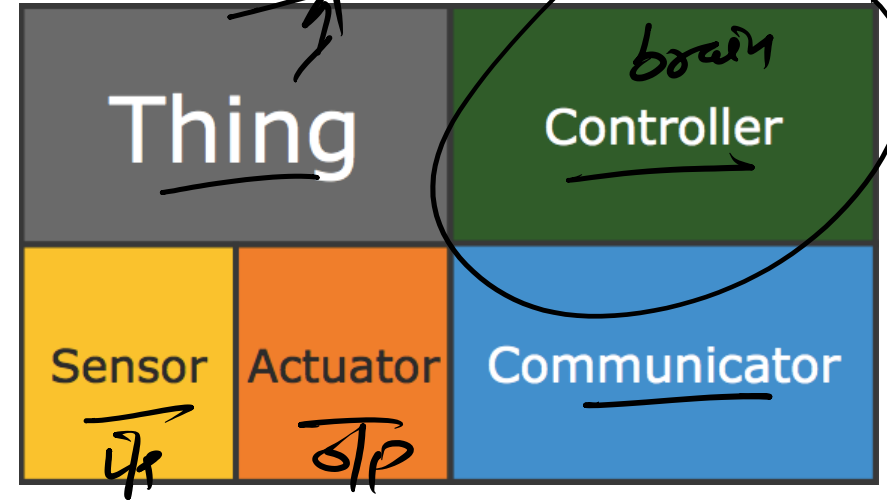 brain
Thing
Controller
Sensor
Actuator
Communicator
i/p
o/p